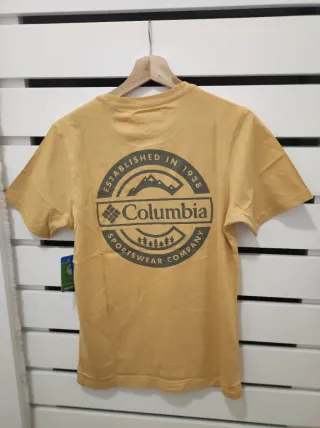 ESTABLISHED IN 1938
Columbia
SPORTSWEAR COMPANY